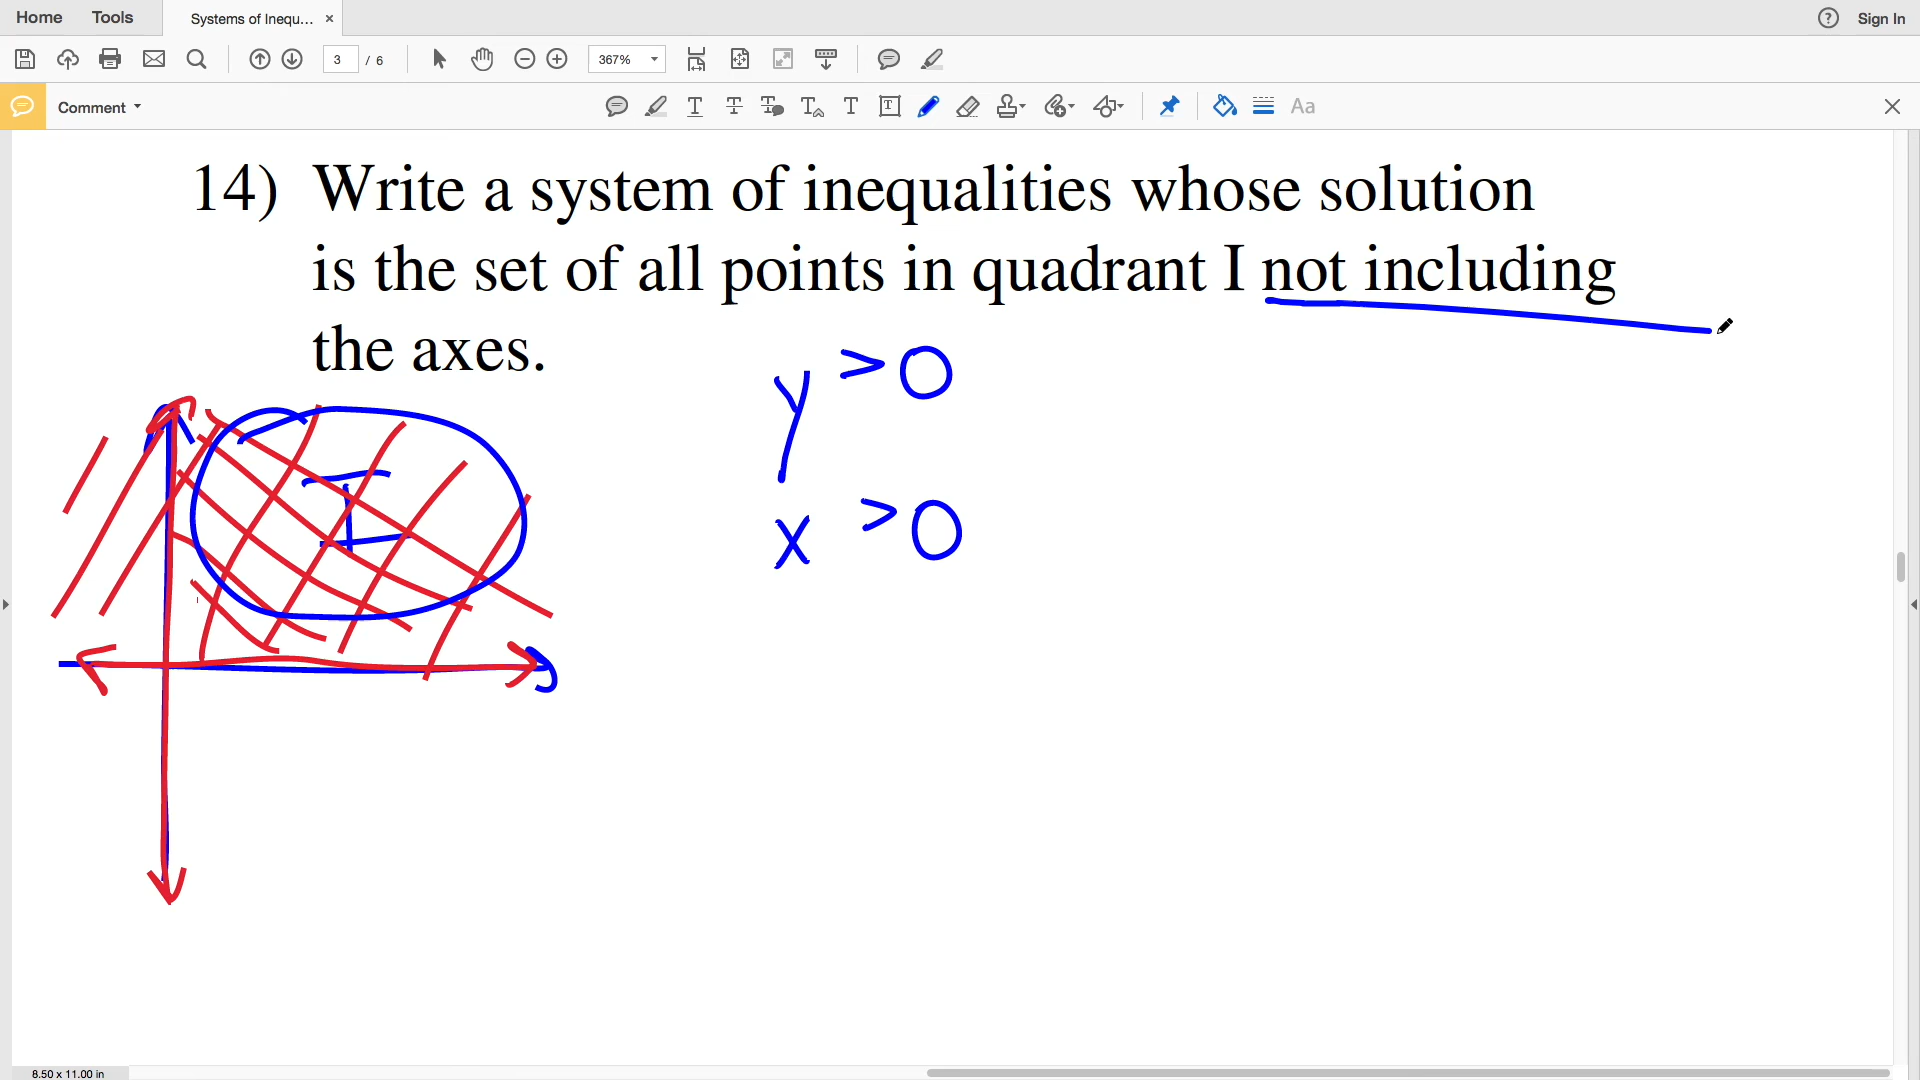 Home Tools Systems of Inequ... × ? Sign In
3 / 6 367%
Comment T T T T T T Aa
14) Write a system of inequalities whose solution
is the set of all points in quadrant I not including
the axes.
y > 0
I
x > 0
8.50 x 11.00 in